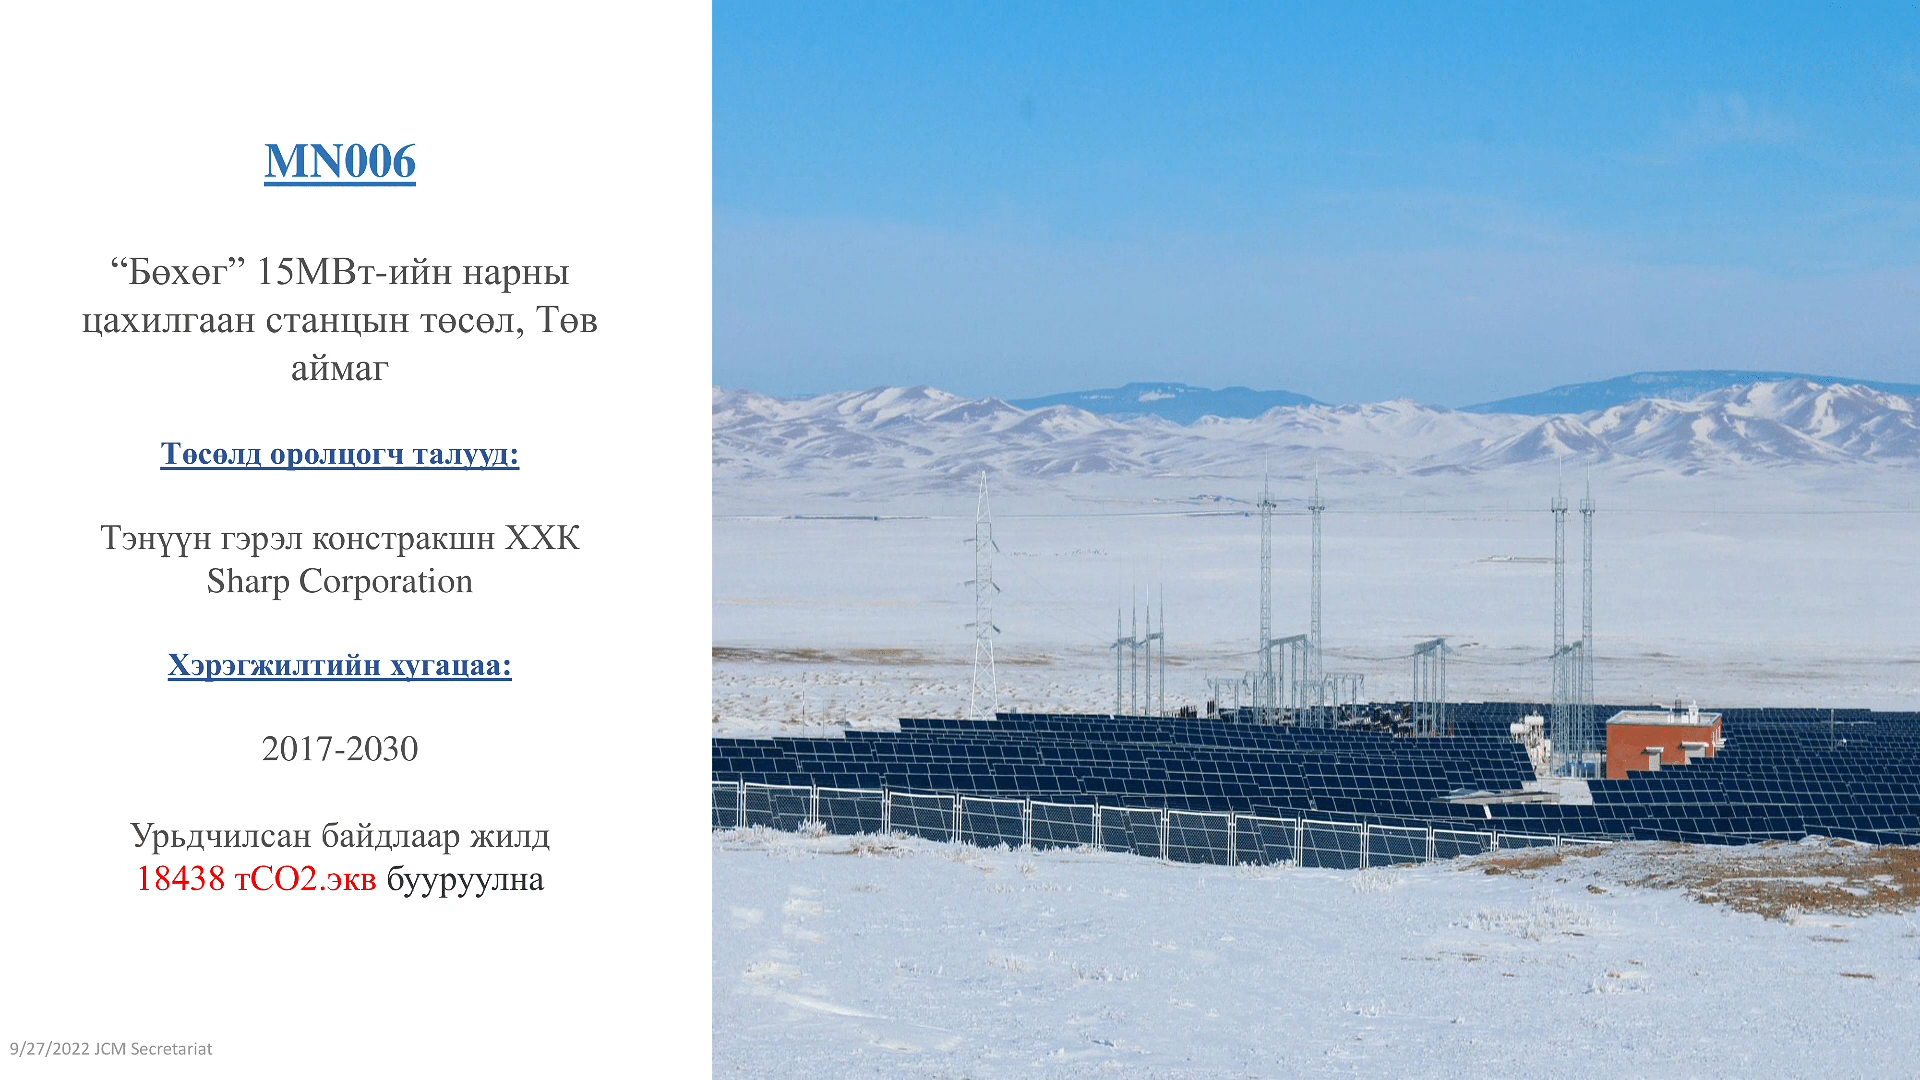 MN006
“Бөхөг” 15МВт-ийн нарны
цахилгаан станцын төсөл, Төв
аймаг
Төсөлд оролцогч талууд:
Тэнүүн гэрэл констракшн ХХК
Sharp Corporation
Хэрэгжилтийн хугацаа:
2017-2030
Урьдчилсан байдлаар жилд
18438 тCO2.экв бууруулна
9/27/2022 JCM Secretariat